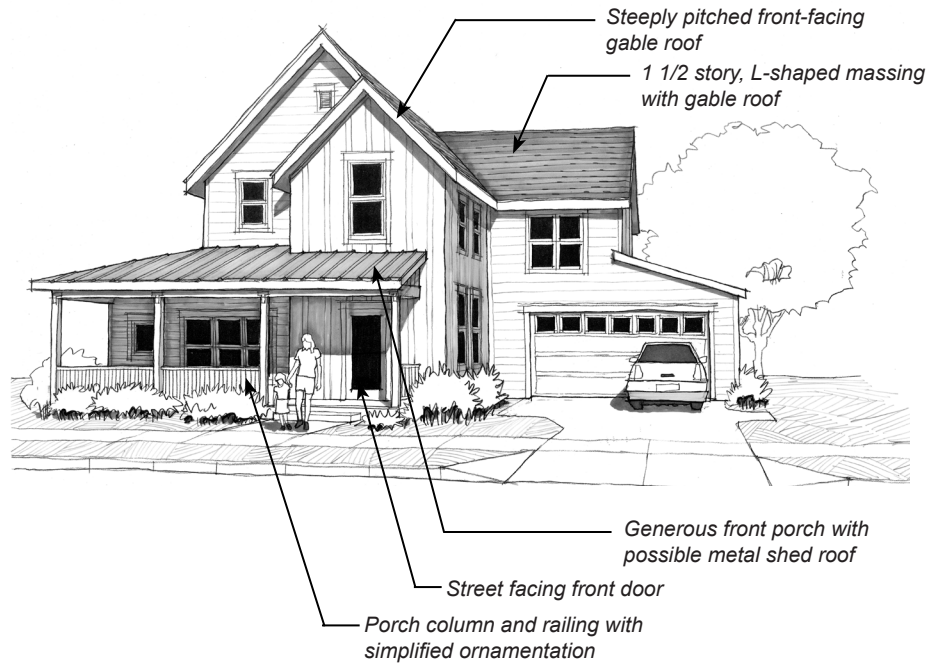 Steeply pitched front-facing
gable roof
1 1/2 story, L-shaped massing
with gable roof
Generous front porch with
possible metal shed roof
Street facing front door
Porch column and railing with
simplified ornamentation